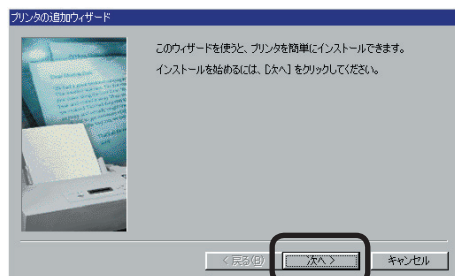 プリンタの追加ウィザード
このウィザードを使うと、プリンタを簡単にインストールできます。
インストールを始めるには、[次へ] をクリックしてください。
< 戻る(B)
次へ >
キャンセル